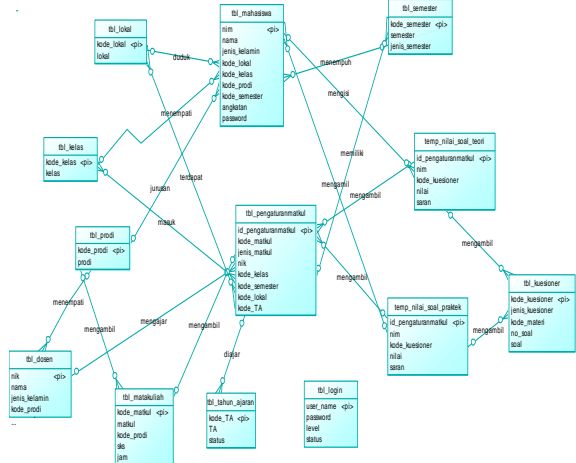 tbl_mahasiswa
nim <pi>
nama
jenis_kelamin
kode_lokal
kode_kelas
kode_prodi
kode_semester
angkatan
password
tbl_semester
kode_semester <pi>
semester
jenis_semester
tbl_lokal
kode_lokal <pi>
lokal
duduk
menempuh
menempati
mengisi
tbl_kelas
kode_kelas <pi>
kelas
temp_nilai_soal_teori
id_pengaturanmatkul <pi>
nim
kode_kuesioner
nilai
saran
terdapat
jurusan
memiliki
mengamil
mengambil
masuk
tbl_pengaturanmatkul
id_pengaturanmatkul <pi>
kode_matkul
jenis_matkul
nik
kode_kelas
kode_semester
kode_lokal
kode_TA
tbl_prodi
kode_prodi <pi>
prodi
mengambil
mengambil
tbl_kuesioner
kode_kuesioner <pi>
jenis_kuesioner
kode_materi
no_soal
soal
temp_nilai_soal_praktek
id_pengaturanmatkul <pi>
nim
kode_kuesioner
nilai
saran
mengambil
menempati
mengambil
mengajar
mengambil
diajar
tbl_dosen
nik <pi>
nama
jenis_kelamin
kode_prodi
...
tbl_matakuliah
kode_matkul <pi>
matkul
kode_prodi
sks
jam
tbl_tahun_ajaran
kode_TA <pi>
TA
status
tbl_login
user_name <pi>
password
level
status